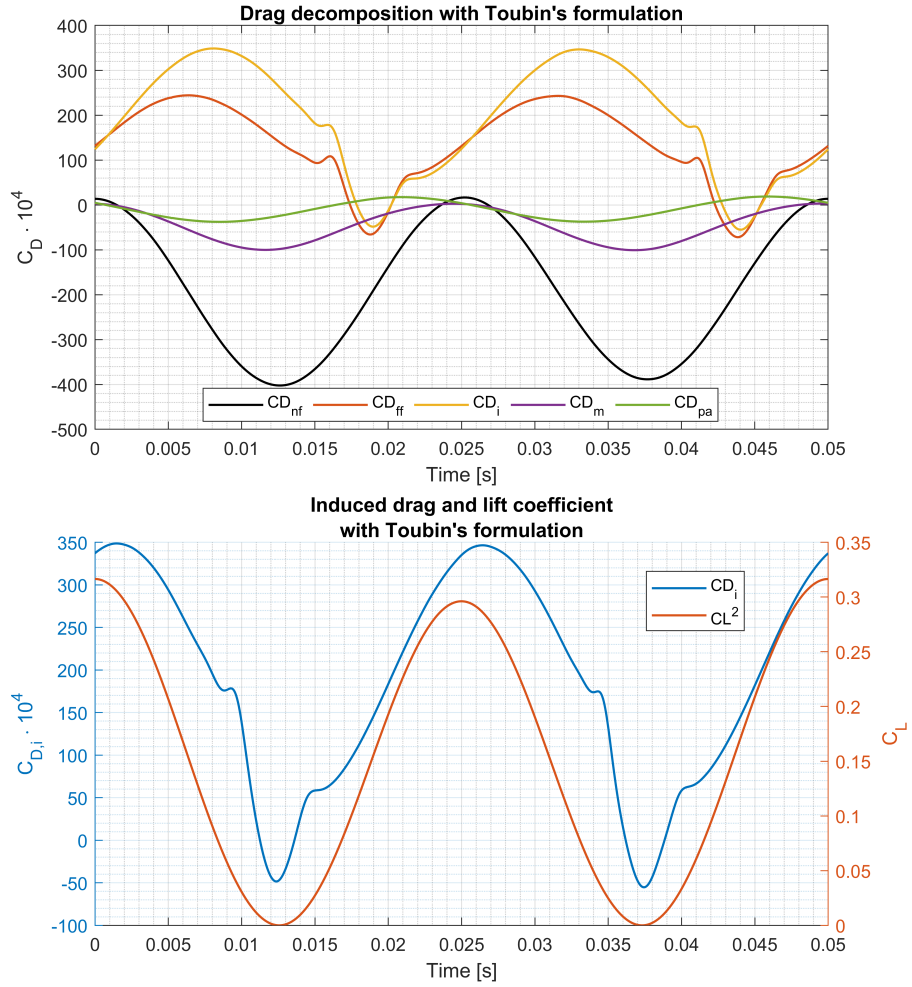 Drag decomposition with Toubin's formulation
400
300
200
100
0
-100
-200
-300
-400
-500
C_D · 10^4
CD_nf CD_ff CD_i CD_m CD_pa
0 0.005 0.01 0.015 0.02 0.025 0.03 0.035 0.04 0.045 0.05
Time [s]
Induced drag and lift coefficient
with Toubin's formulation
350
300
250
200
150
100
50
0
-50
-100
C_D,i · 10^4
CD_i
CL^2
0.35
0.3
0.25
0.2
0.15
0.1
0.05
0
C_L
0 0.005 0.01 0.015 0.02 0.025 0.03 0.035 0.04 0.045 0.05
Time [s]